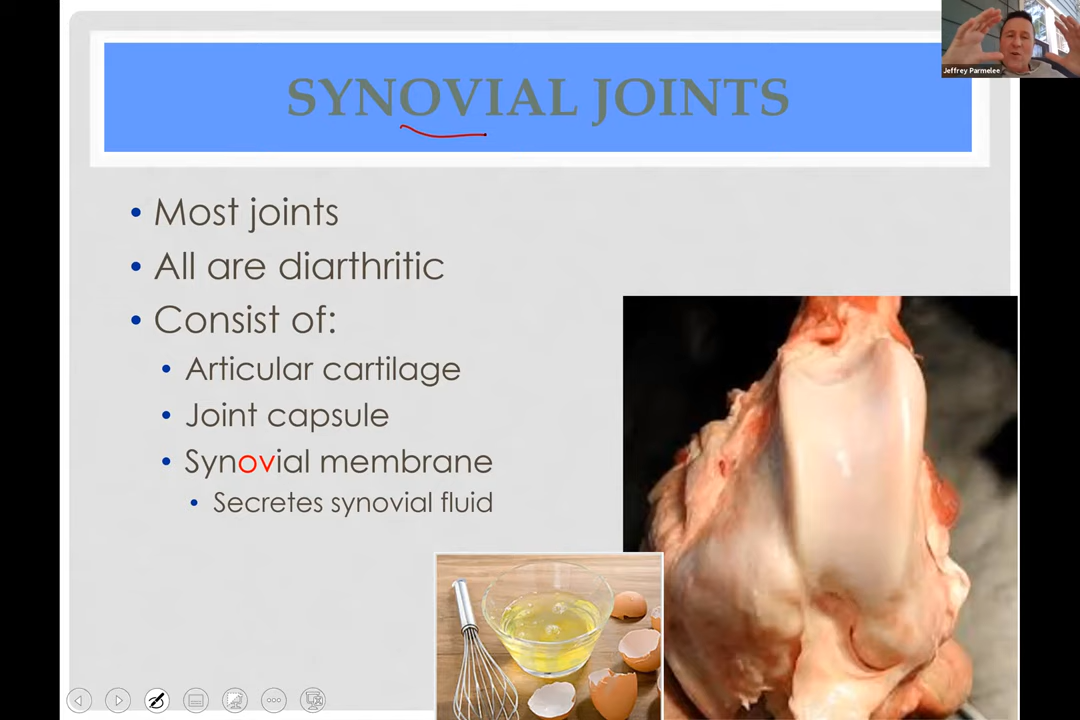 SYNOVIAL JOINTS
Jeffrey Parmelee
• Most joints
• All are diarthritic
• Consist of:
• Articular cartilage
• Joint capsule
• Synovial membrane
• Secretes synovial fluid